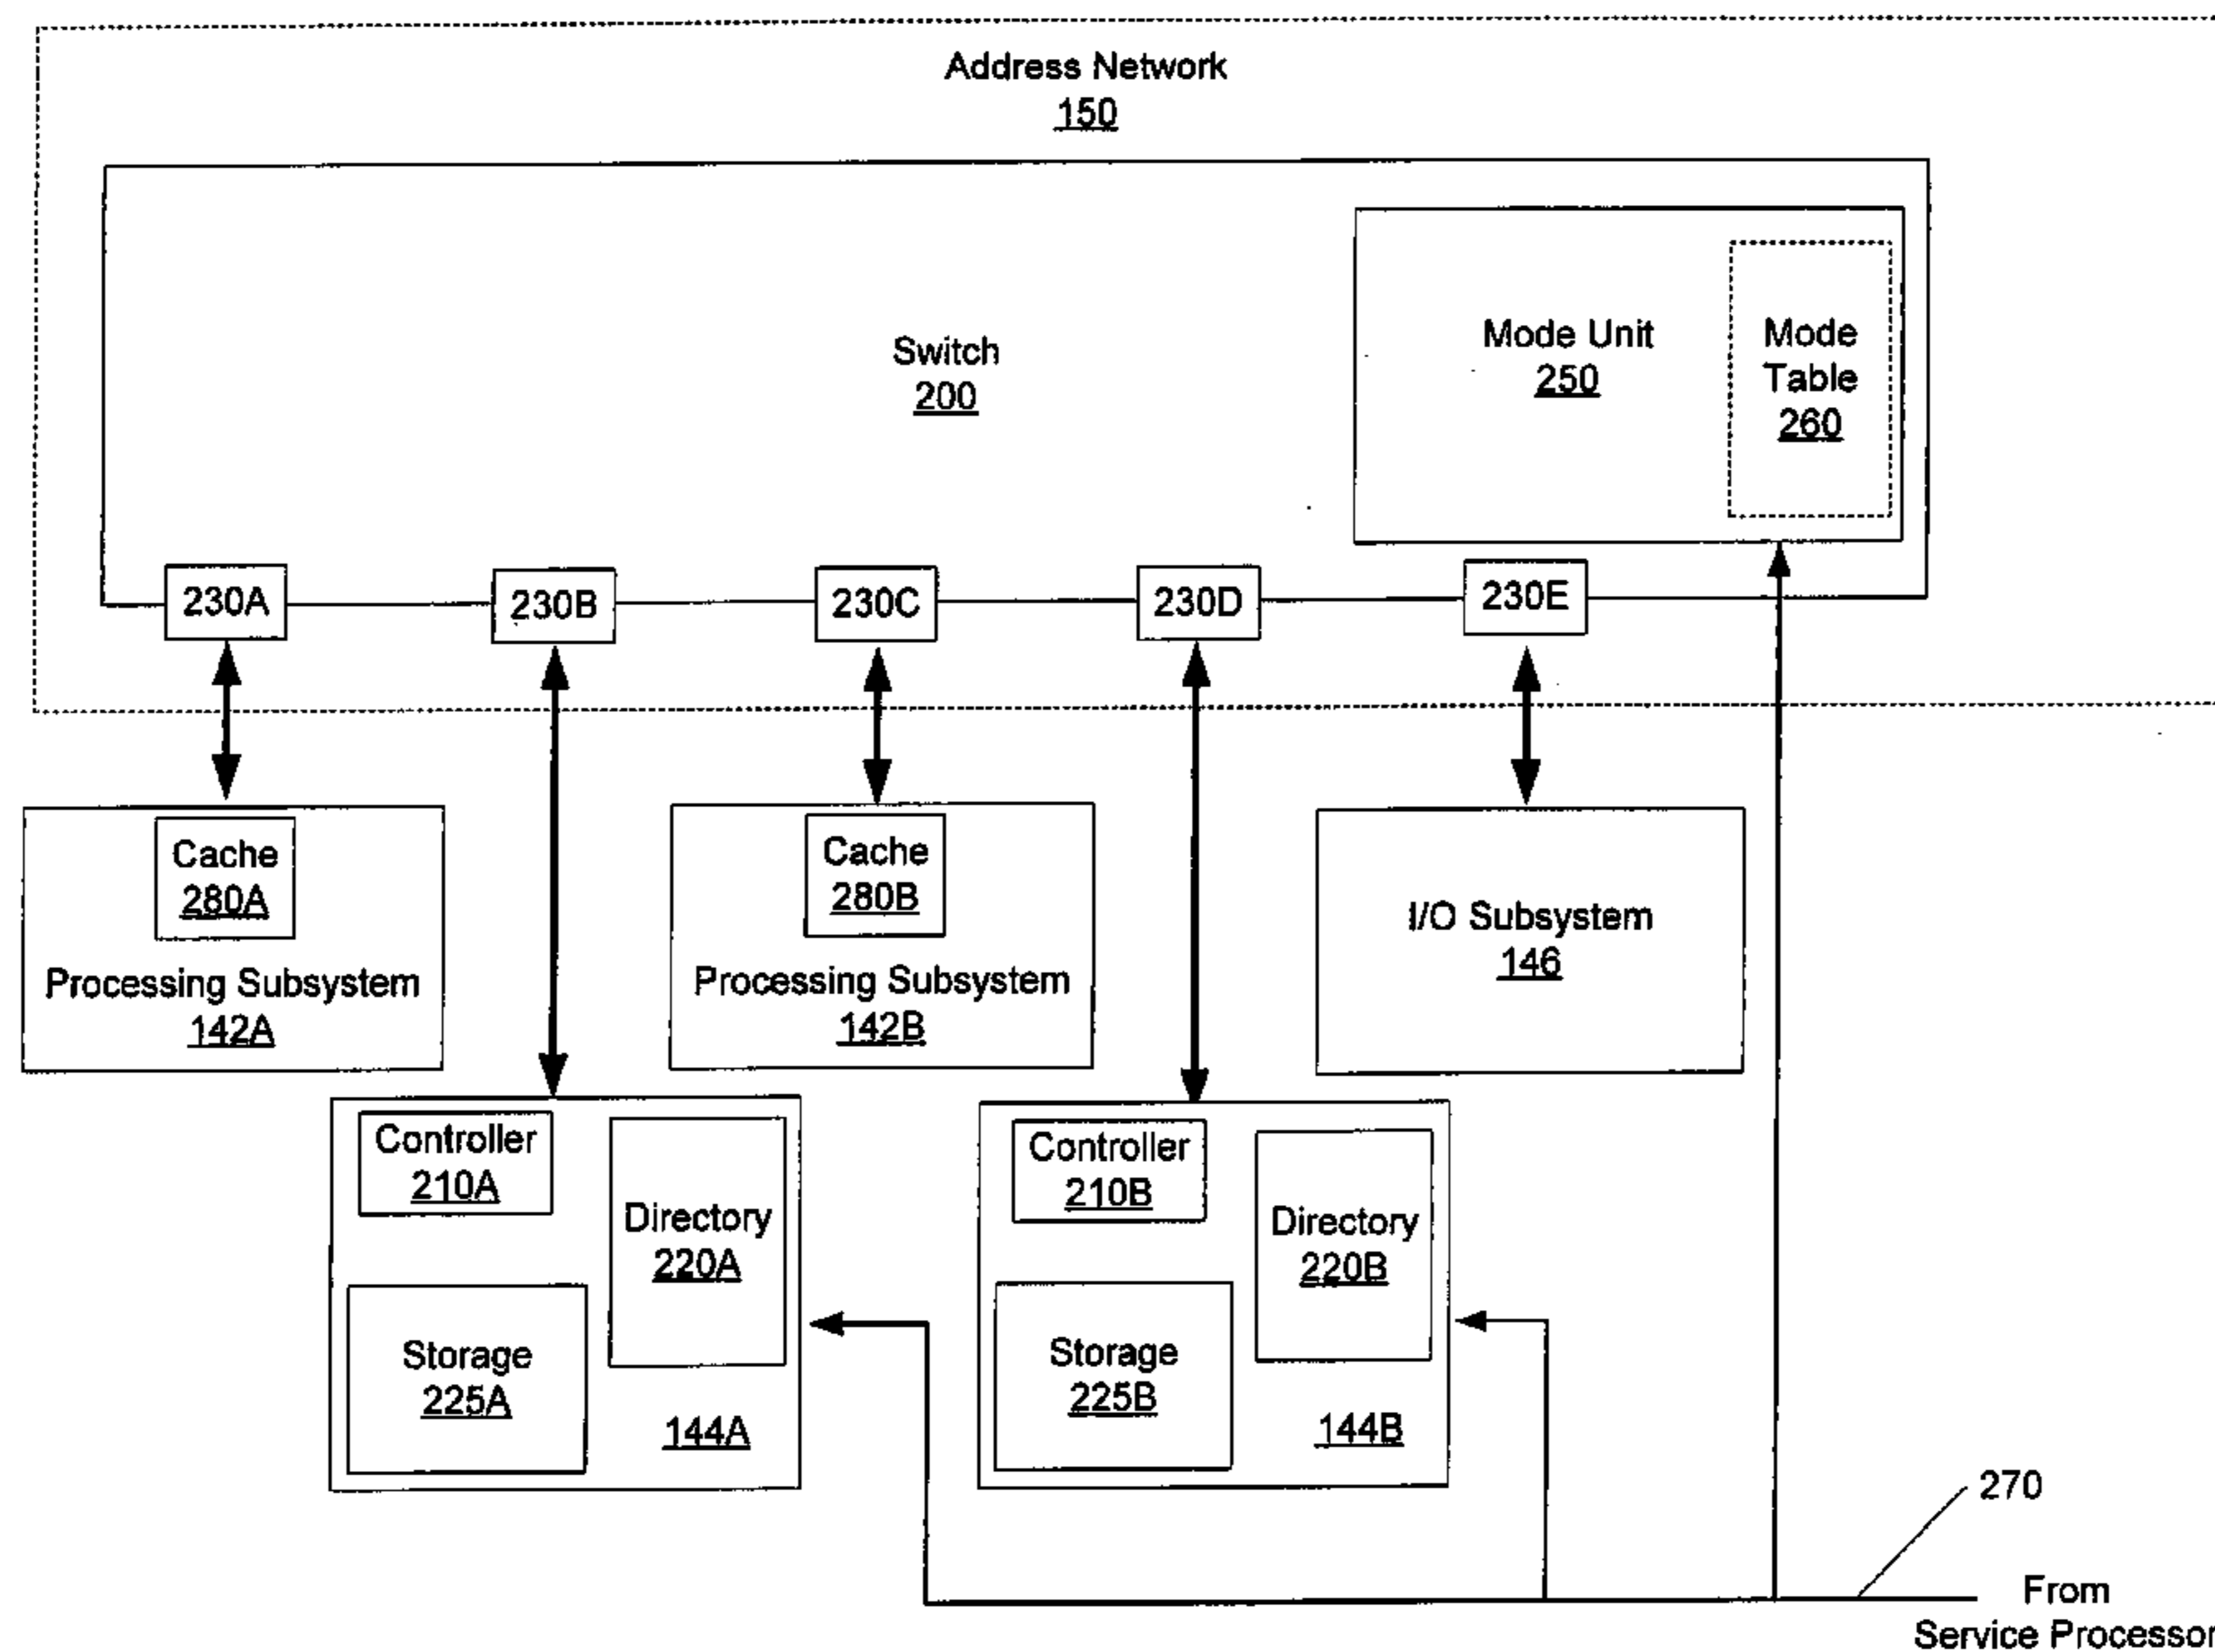 Address Network
150
Switch
200
Mode Unit
250
Mode
Table
260
230A
230B
230C
230D
230E
Cache
280A
Processing Subsystem
142A
Cache
280B
Processing Subsystem
142B
I/O Subsystem
146
Controller
210A
Directory
220A
Storage
225A
144A
Controller
210B
Directory
220B
Storage
225B
144B
270
From
Service Processor